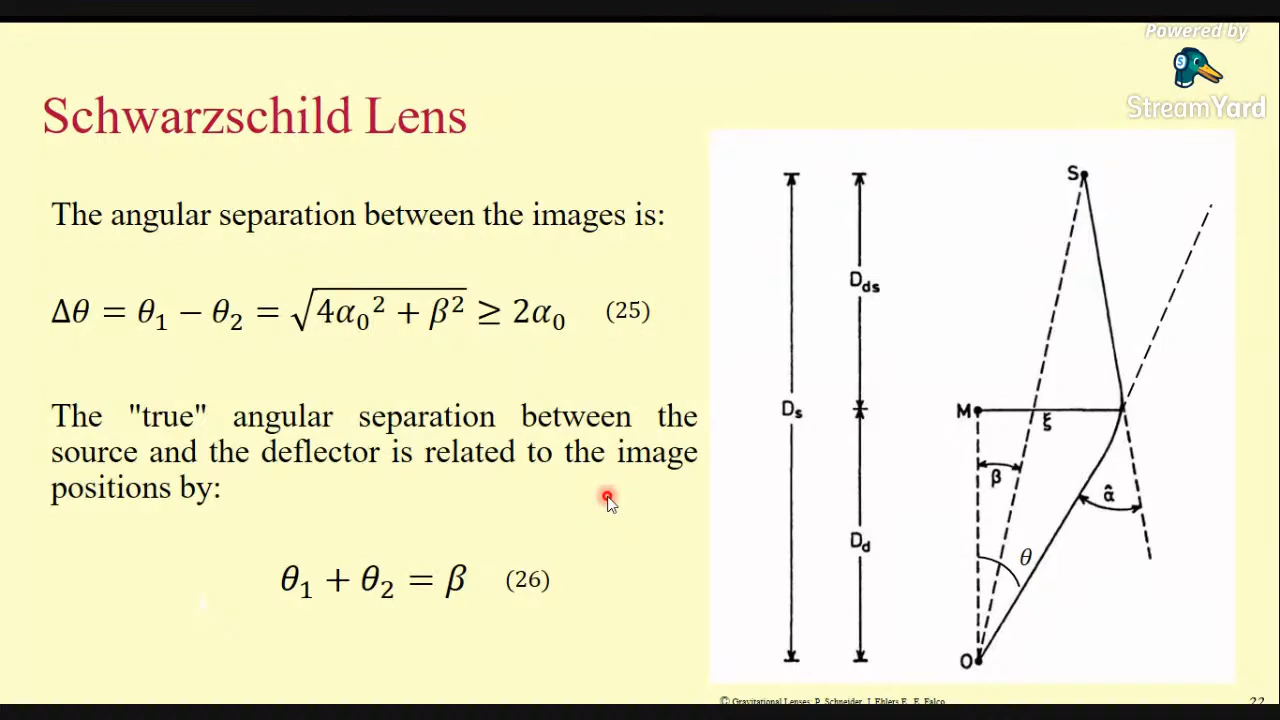 Powered by
StreamYard
Schwarzschild Lens
The angular separation between the images is:
Δθ = θ₁ − θ₂ = √(4α₀² + β²) ≥ 2α₀ (25)
The "true" angular separation between the
source and the deflector is related to the image
positions by:
θ₁ + θ₂ = β (26)
S
D_ds
D_s
M
ξ
β
α̂
D_d
θ
O
© Gravitational Lenses; P. Schneider, J. Ehlers E., E. Falco
22